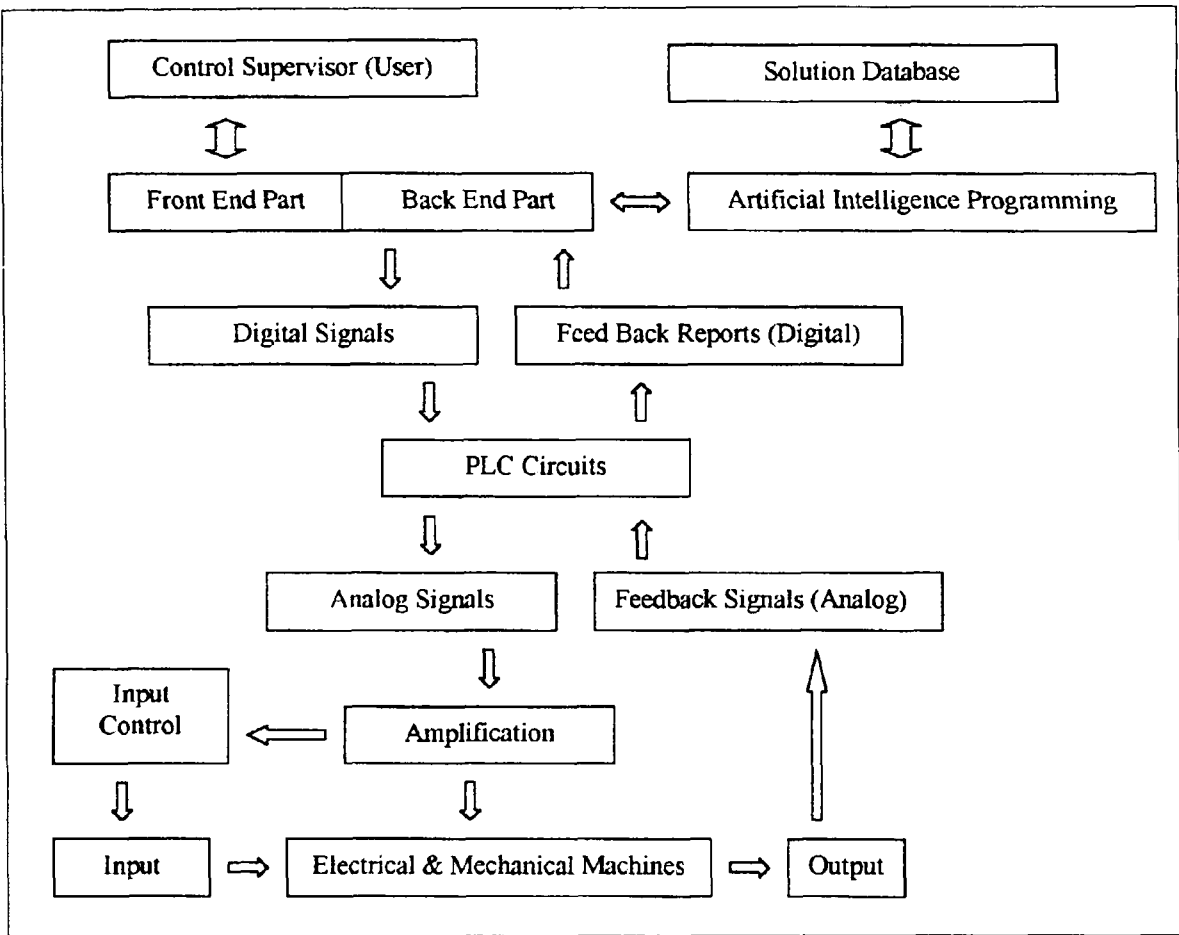 Control Supervisor (User)
Solution Database
Front End Part
Back End Part
Artificial Intelligence Programming
Digital Signals
Feed Back Reports (Digital)
PLC Circuits
Analog Signals
Feedback Signals (Analog)
Input
Control
Amplification
Input
Electrical & Mechanical Machines
Output